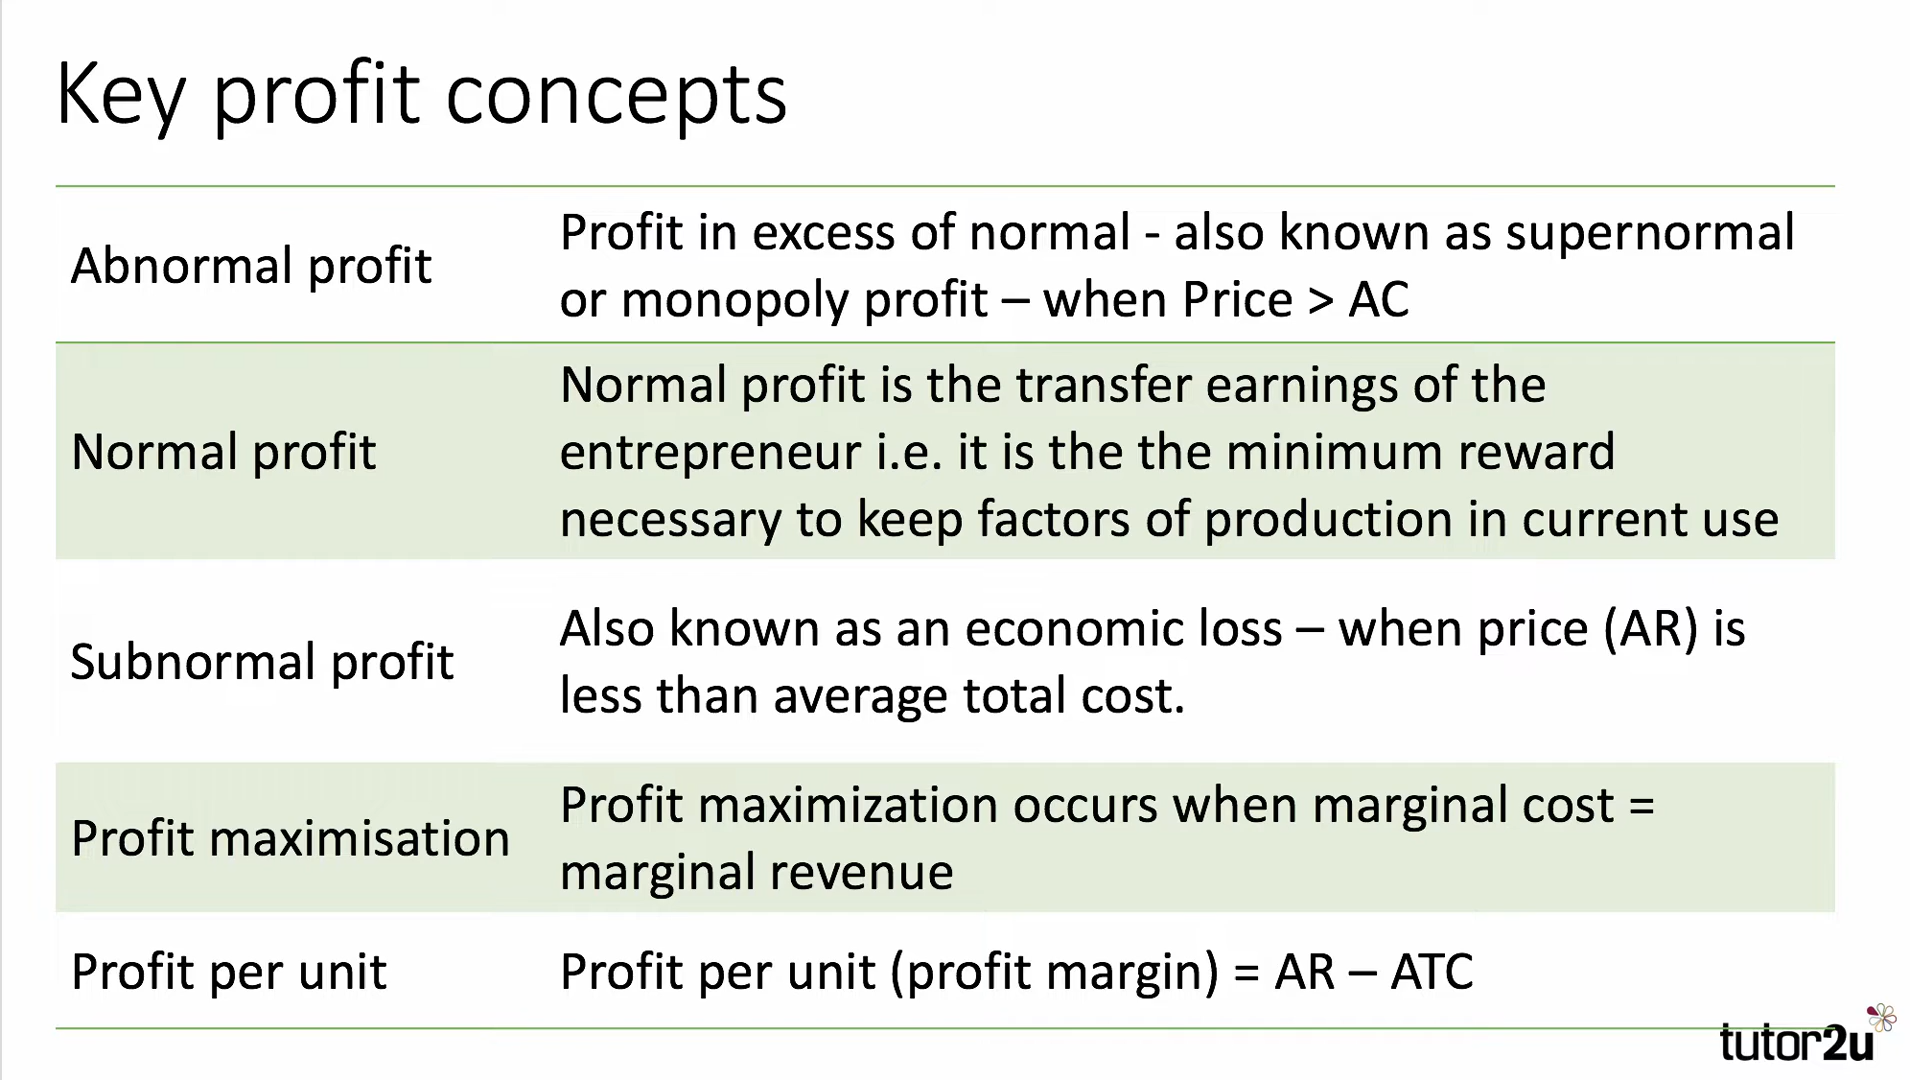 Key profit concepts
Abnormal profit
Profit in excess of normal - also known as supernormal
or monopoly profit – when Price > AC
Normal profit
Normal profit is the transfer earnings of the
entrepreneur i.e. it is the the minimum reward
necessary to keep factors of production in current use
Subnormal profit
Also known as an economic loss – when price (AR) is
less than average total cost.
Profit maximisation
Profit maximization occurs when marginal cost =
marginal revenue
Profit per unit
Profit per unit (profit margin) = AR – ATC
tutor2u